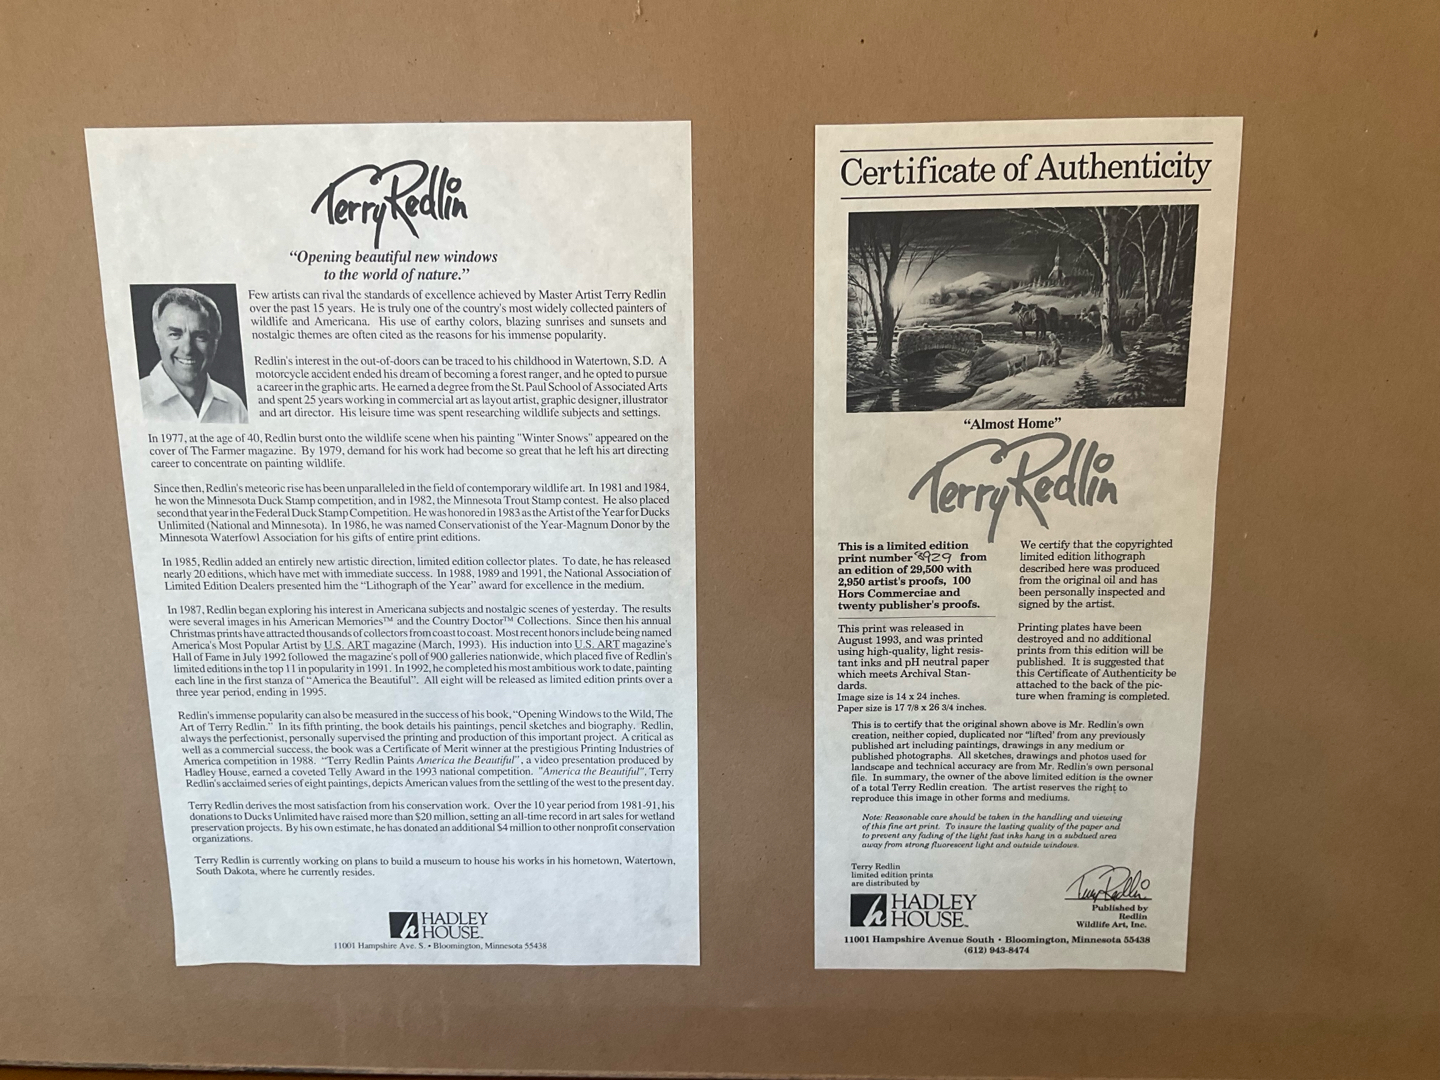 Terry Redlin
“Opening beautiful new windows
to the world of nature.”
Few artists can rival the standards of excellence achieved by Master Artist Terry Redlin
over the past 15 years. He is truly one of the country's most widely collected painters of
wildlife and Americana. His use of earthy colors, blazing sunrises and sunsets and
nostalgic themes are often cited as the reasons for his immense popularity.
Redlin's interest in the out-of-doors can be traced to his childhood in Watertown, S.D. A
motorcycle accident ended his dream of becoming a forest ranger, and he opted to pursue
a career in the graphic arts. He earned a degree from the St. Paul School of Associated Arts
and spent 25 years working in commercial art as layout artist, graphic designer, illustrator
and art director. His leisure time was spent researching wildlife subjects and settings.
In 1977, at the age of 40, Redlin burst onto the wildlife scene when his painting "Winter Snows" appeared on the
cover of The Farmer magazine. By 1979, demand for his work had become so great that he left his art directing
career to concentrate on painting wildlife.
Since then, Redlin's meteoric rise has been unparalleled in the field of contemporary wildlife art. In 1981 and 1984,
he won the Minnesota Duck Stamp competition, and in 1982, the Minnesota Trout Stamp contest. He also placed
second that year in the Federal Duck Stamp Competition. He was honored in 1983 as the Artist of the Year for Ducks
Unlimited (National and Minnesota). In 1986, he was named Conservationist of the Year-Magnum Donor by the
Minnesota Waterfowl Association for his gifts of entire print editions.
In 1985, Redlin added an entirely new artistic direction, limited edition collector plates. To date, he has released
nearly 20 editions, which have met with immediate success. In 1988, 1989 and 1991, the National Association of
Limited Edition Dealers presented him the “Lithograph of the Year” award for excellence in the medium.
In 1987, Redlin began exploring his interest in Americana subjects and nostalgic scenes of yesterday. The results
were several images in his American Memories™ and the Country Doctor™ Collections. Since then his annual
Christmas prints have attracted thousands of collectors from coast to coast. Most recent honors include being named
America's Most Popular Artist by U.S. ART magazine (March, 1993). His induction into U.S. ART magazine's
Hall of Fame in July 1992 followed the magazine's poll of 900 galleries nationwide, which placed five of Redlin's
limited editions in the top 11 in popularity in 1991. In 1992, he completed his most ambitious work to date, painting
each line in the first stanza of “America the Beautiful”. All eight will be released as limited edition prints over a
three year period, ending in 1995.
Redlin's immense popularity can also be measured in the success of his book, “Opening Windows to the Wild, The
Art of Terry Redlin.” In its fifth printing, the book details his paintings, pencil sketches and biography. Redlin,
always the perfectionist, personally supervised the printing and production of this important project. A critical as
well as a commercial success, the book was a Certificate of Merit winner at the prestigious Printing Industries of
America competition in 1988. “Terry Redlin Paints America the Beautiful”, a video presentation produced by
Hadley House, earned a coveted Telly Award in the 1993 national competition. "America the Beautiful", Terry
Redlin's acclaimed series of eight paintings, depicts American values from the settling of the west to the present day.
Terry Redlin derives the most satisfaction from his conservation work. Over the 10 year period from 1981-91, his
donations to Ducks Unlimited have raised more than $20 million, setting an all-time record in art sales for wetland
preservation projects. By his own estimate, he has donated an additional $4 million to other nonprofit conservation
organizations.
Terry Redlin is currently working on plans to build a museum to house his works in his hometown, Watertown,
South Dakota, where he currently resides.
HADLEY
HOUSE
11001 Hampshire Ave. S. • Bloomington, Minnesota 55438
Certificate of Authenticity
“Almost Home”
Terry Redlin
This is a limited edition
print number 8929 from
an edition of 29,500 with
2,950 artist's proofs, 100
Hors Commerciae and
twenty publisher's proofs.
This print was released in
August 1993, and was printed
using high-quality, light resis-
tant inks and pH neutral paper
which meets Archival Stan-
dards.
Image size is 14 x 24 inches.
Paper size is 17 7/8 x 26 3/4 inches.
We certify that the copyrighted
limited edition lithograph
described here was produced
from the original oil and has
been personally inspected and
signed by the artist.
Printing plates have been
destroyed and no additional
prints from this edition will be
published. It is suggested that
this Certificate of Authenticity be
attached to the back of the pic-
ture when framing is completed.
This is to certify that the original shown above is Mr. Redlin's own
creation, neither copied, duplicated nor “lifted' from any previously
published art including paintings, drawings in any medium or
published photographs. All sketches, drawings and photos used for
landscape and technical accuracy are from Mr. Redlin's own personal
file. In summary, the owner of the above limited edition is the owner
of a total Terry Redlin creation. The artist reserves the right to
reproduce this image in other forms and mediums.
Note: Reasonable care should be taken in the handling and viewing
of this fine art print. To insure the lasting quality of the paper and
to prevent any fading of the light fast inks hang in a subdued area
away from strong fluorescent light and outside windows.
Terry Redlin
limited edition prints
are distributed by
HADLEY
HOUSE
Terry Redlin
Published by
Redlin
Wildlife Art, Inc.
11001 Hampshire Avenue South • Bloomington, Minnesota 55438
(612) 943-8474